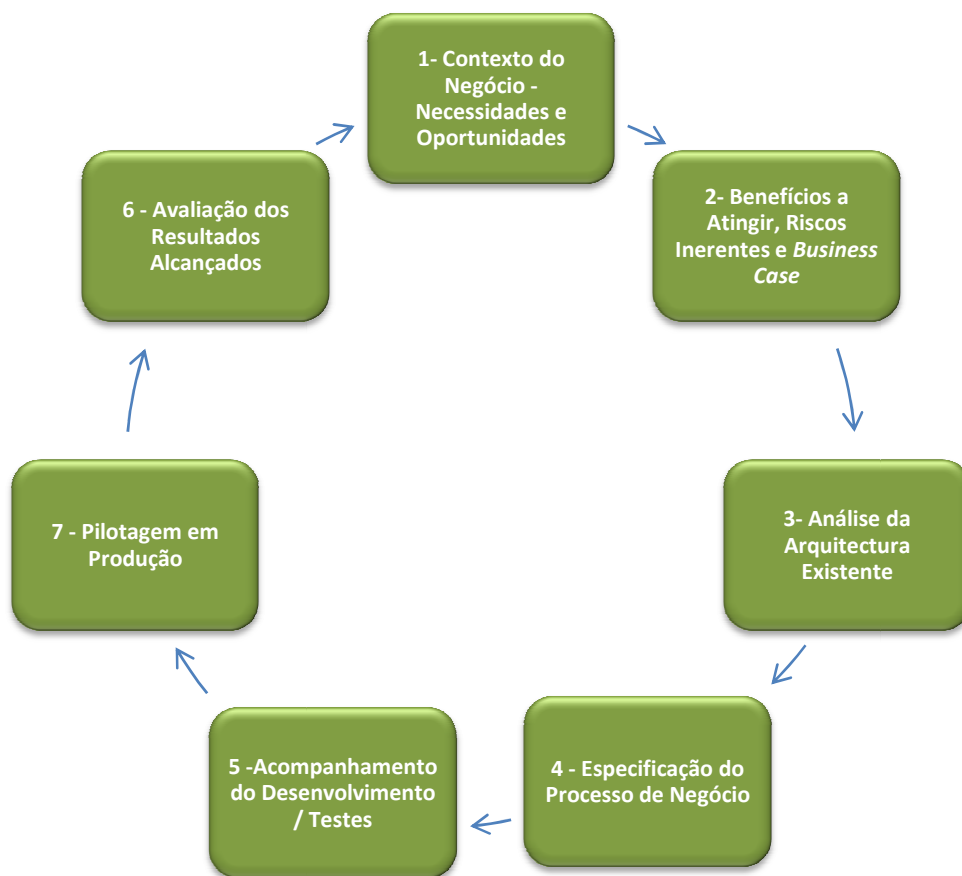 1- Contexto do
Negócio -
Necessidades e
Oportunidades
2- Benefícios a
Atingir, Riscos
Inerentes e Business
Case
3- Análise da
Arquitectura
Existente
4 - Especificação do
Processo de Negócio
5 -Acompanhamento
do Desenvolvimento
/ Testes
7 - Pilotagem em
Produção
6 - Avaliação dos
Resultados
Alcançados